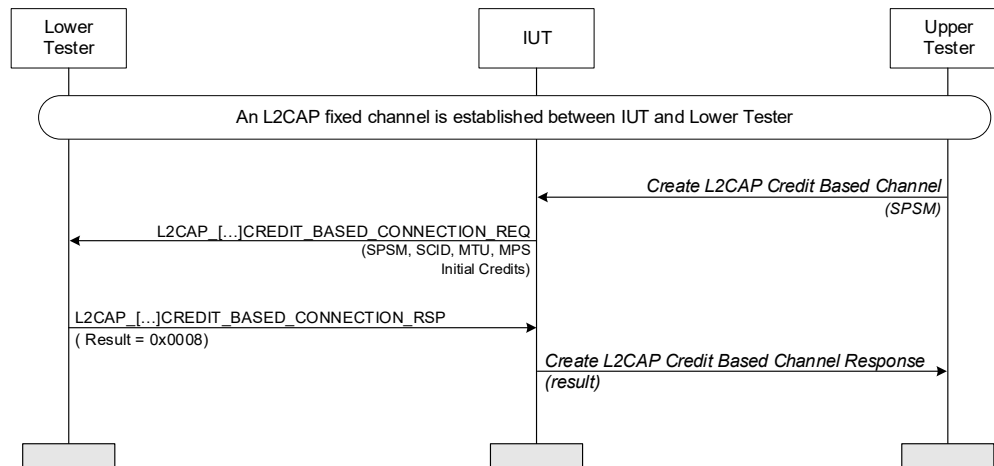 Lower
Tester
IUT
Upper
Tester
An L2CAP fixed channel is established between IUT and Lower Tester
Create L2CAP Credit Based Channel
(SPSM)
L2CAP_[…]CREDIT_BASED_CONNECTION_REQ
(SPSM, SCID, MTU, MPS
Initial Credits)
L2CAP_[…]CREDIT_BASED_CONNECTION_RSP
( Result = 0x0008)
Create L2CAP Credit Based Channel Response
(result)